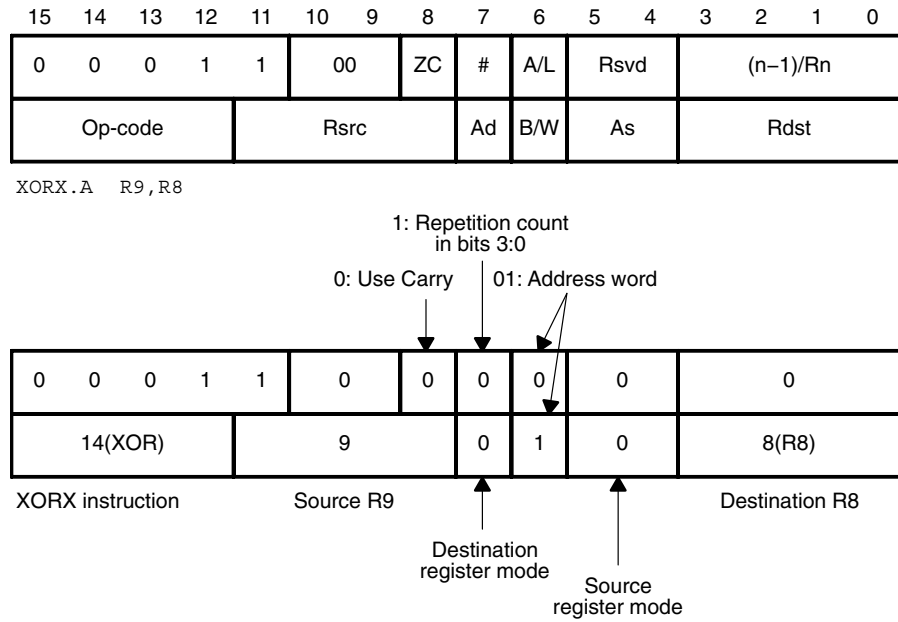 15 14 13 12 11 10 9 8 7 6 5 4 3 2 1 0
0 0 0 1 1 00 ZC # A/L Rsvd (n−1)/Rn
Op-code Rsrc Ad B/W As Rdst
XORX.A R9,R8
1: Repetition count
in bits 3:0
0: Use Carry 01: Address word
0 0 0 1 1 0 0 0 0 0 0
14(XOR) 9 0 1 0 8(R8)
XORX instruction Source R9 Destination R8
Destination
register mode
Source
register mode